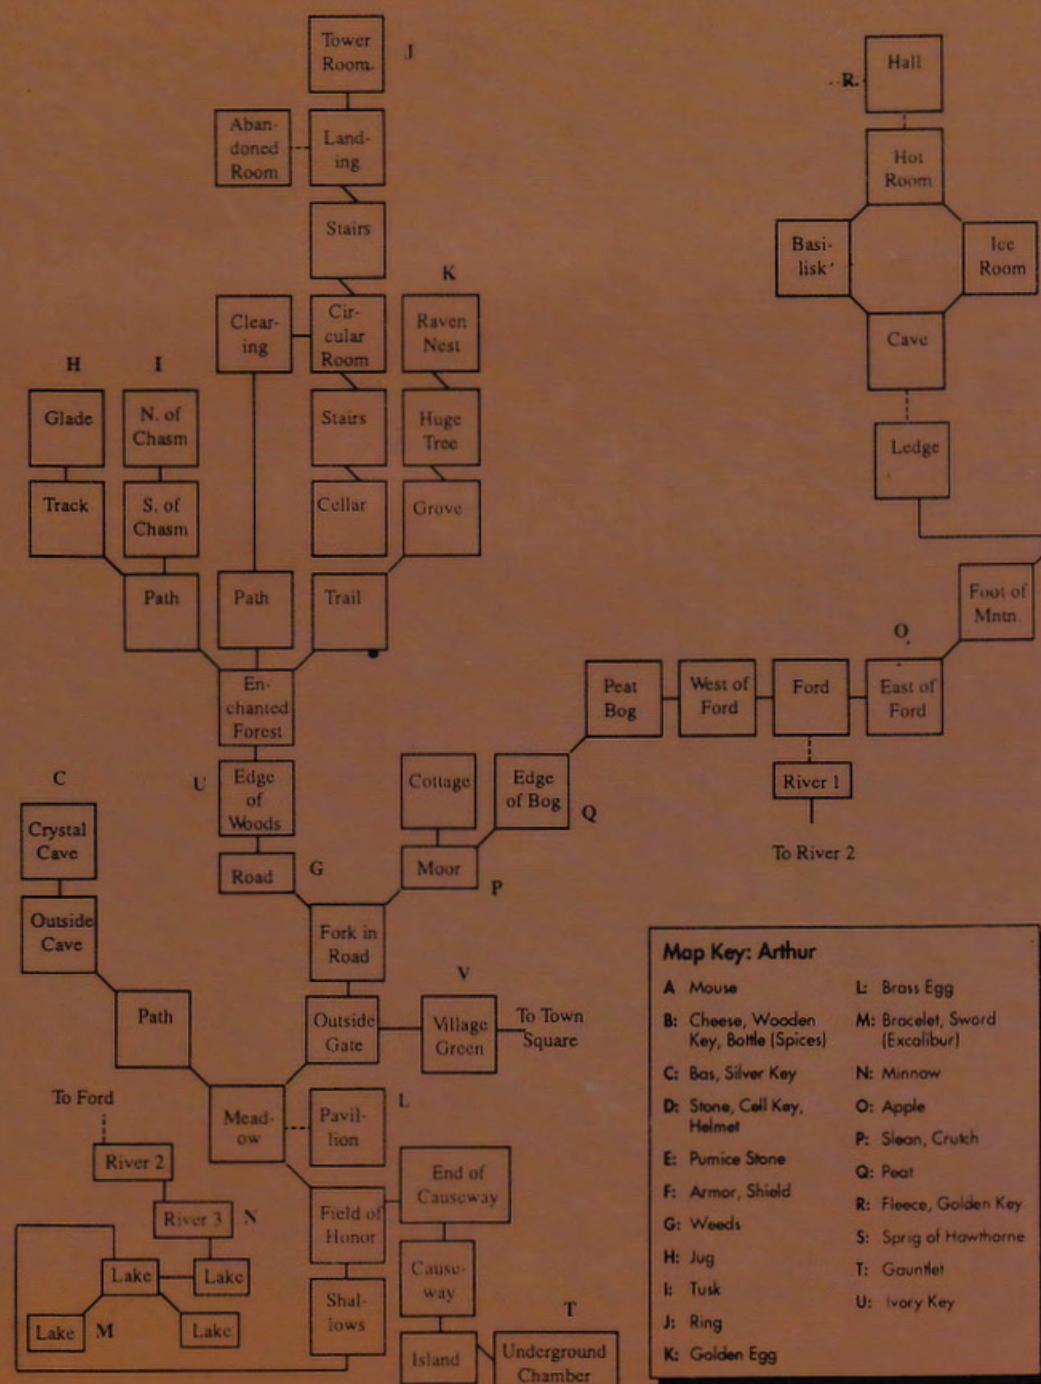 Tower
Room.
J
Hall
R.
Aban-
doned
Room
Land-
ing
Hot
Room
Stairs
Basi-
lisk
Ice
Room
K
Clear-
ing
Cir-
cular
Room
Raven
Nest
Cave
H
I
Glade
N. of
Chasm
Stairs
Huge
Tree
Ledge
Track
S. of
Chasm
Cellar
Grove
Path
Path
Trail
Foot of
Mntn.
O
En-
chanted
Forest
Peat
Bog
West of
Ford
Ford
East of
Ford
C
U
Edge
of
Woods
Cottage
Edge
of Bog
Q
River 1
Crystal
Cave
To River 2
Road
G
Moor
P
Outside
Cave
Fork in
Road
V
Path
Outside
Gate
Village
Green
To Town
Square
To Ford
Mead-
ow
Pavil-
lion
L
River 2
End of
Causeway
River 3
N
Field of
Honor
Lake
Lake
Cause-
way
Lake
M
Lake
Shal-
lows
T
Island
Underground
Chamber
Map Key: Arthur
A Mouse
B: Cheese, Wooden
Key, Bottle (Spices)
C: Bas, Silver Key
D: Stone, Cell Key,
Helmet
E: Pumice Stone
F: Armor, Shield
G: Weeds
H: Jug
I: Tusk
J: Ring
K: Golden Egg
L: Brass Egg
M: Bracelet, Sword
(Excalibur)
N: Minnow
O: Apple
P: Slean, Crutch
Q: Peat
R: Fleece, Golden Key
S: Sprig of Hawthorne
T: Gauntlet
U: Ivory Key